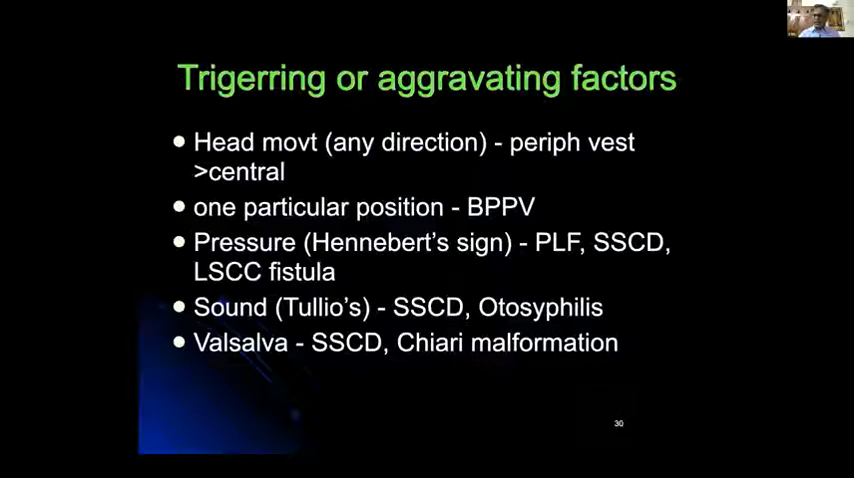 Trigerring or aggravating factors
● Head movt (any direction) - periph vest
>central
● one particular position - BPPV
● Pressure (Hennebert's sign) - PLF, SSCD,
LSCC fistula
● Sound (Tullio's) - SSCD, Otosyphilis
● Valsalva - SSCD, Chiari malformation
30